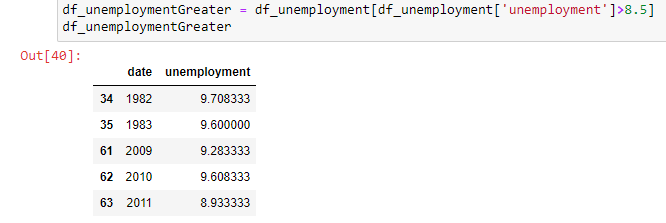 df_unemploymentGreater = df_unemployment[df_unemployment['unemployment']>8.5]
df_unemploymentGreater
Out[40]:
date unemployment
34 1982 9.708333
35 1983 9.600000
61 2009 9.283333
62 2010 9.608333
63 2011 8.933333